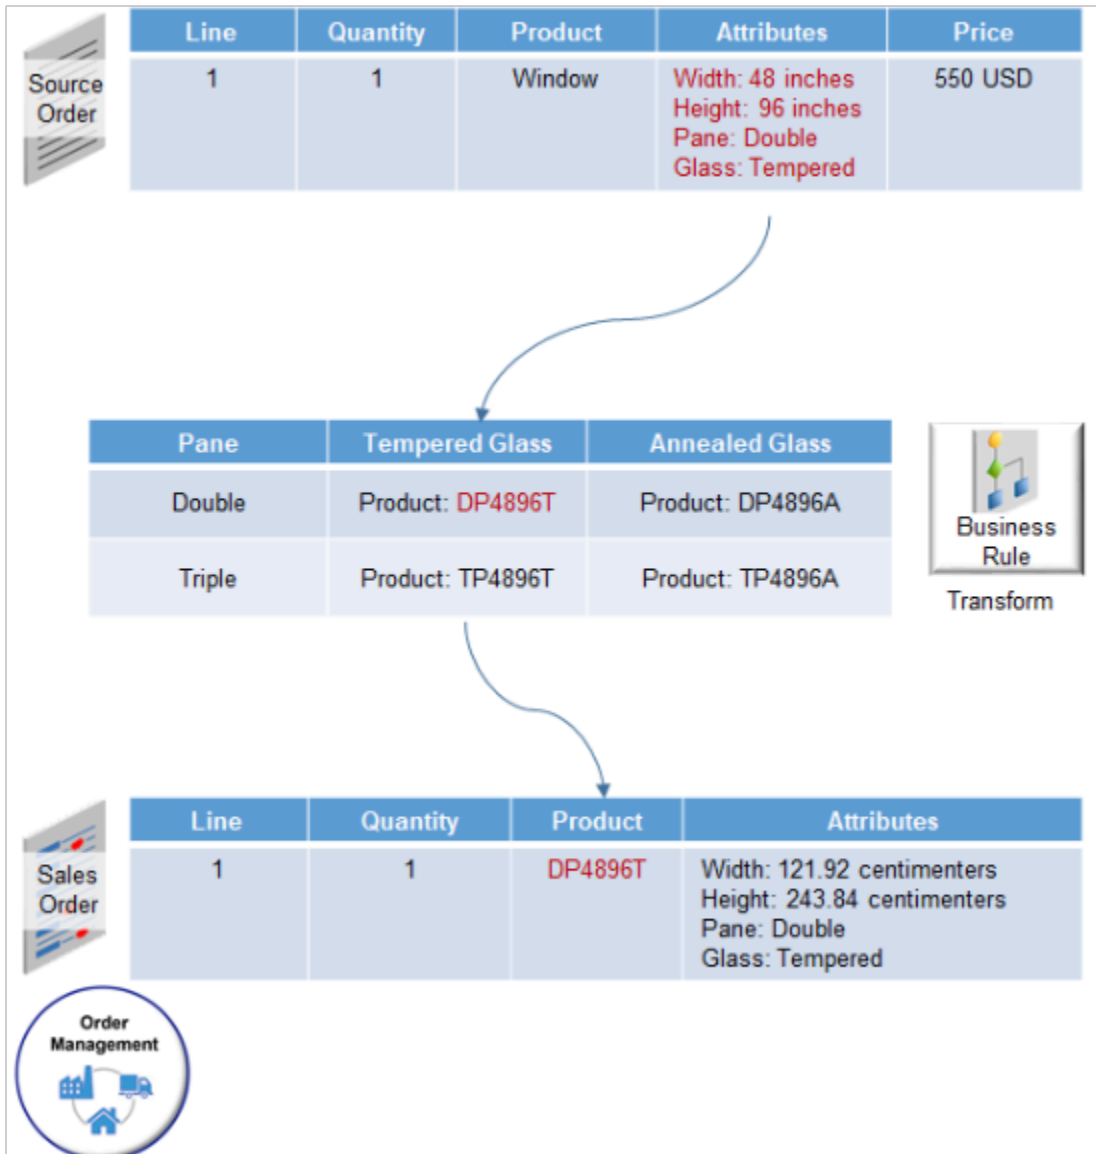 Line Quantity Product Attributes Price
Source Order
1 1 Window Width: 48 inches 550 USD
Height: 96 inches
Pane: Double
Glass: Tempered
Pane Tempered Glass Annealed Glass
Double Product: DP4896T Product: DP4896A
Triple Product: TP4896T Product: TP4896A
Business
Rule
Transform
Line Quantity Product Attributes
Sales
Order
1 1 DP4896T Width: 121.92 centimenters
Height: 243.84 centimenters
Pane: Double
Glass: Tempered
Order
Management